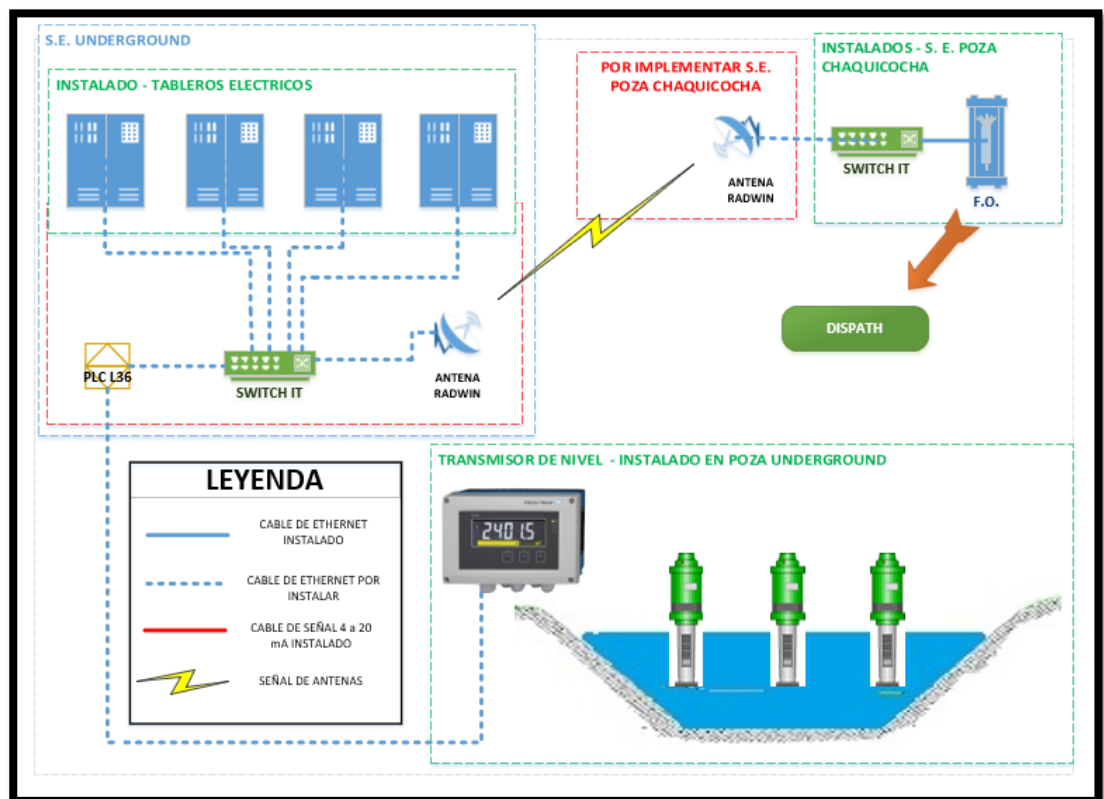 S.E. UNDERGROUND
INSTALADO - TABLEROS ELECTRICOS
POR IMPLEMENTAR S.E.
POZA CHAQUICOCHA
INSTALADOS - S. E. POZA
CHAQUICOCHA
ANTENA
RADWIN
SWITCH IT
F.O.
DISPATH
PLC L36
SWITCH IT
ANTENA
RADWIN
LEYENDA
CABLE DE ETHERNET
INSTALADO
CABLE DE ETHERNET POR
INSTALAR
CABLE DE SEÑAL 4 a 20
mA INSTALADO
SEÑAL DE ANTENAS
TRANSMISOR DE NIVEL - INSTALADO EN POZA UNDERGROUND
2401.5